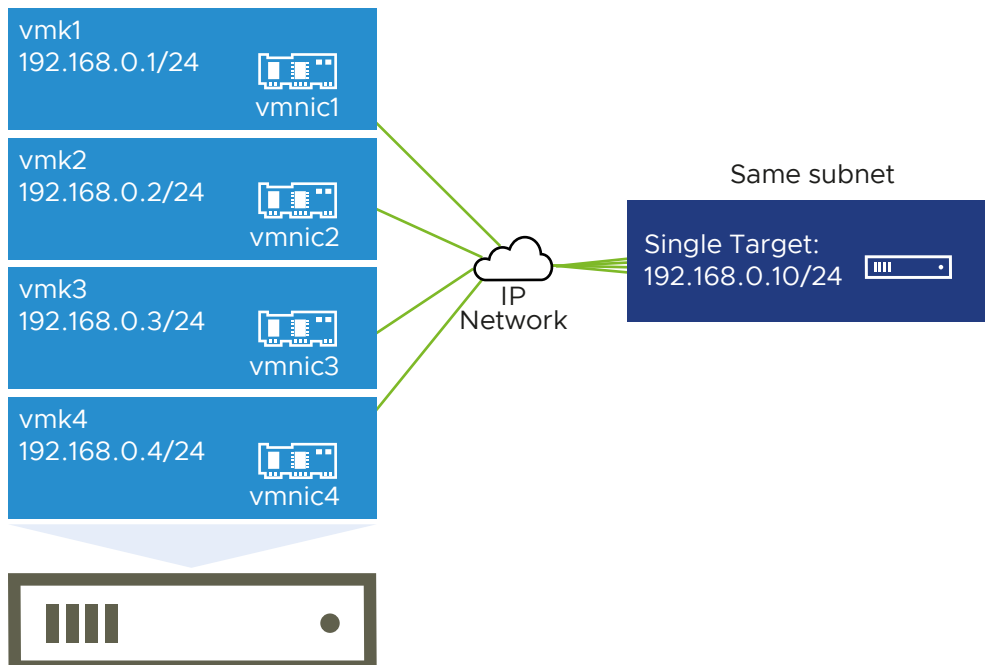 vmk1
192.168.0.1/24
vmnic1
vmk2
192.168.0.2/24
vmnic2
vmk3
192.168.0.3/24
vmnic3
vmk4
192.168.0.4/24
vmnic4
IP
Network
Same subnet
Single Target:
192.168.0.10/24